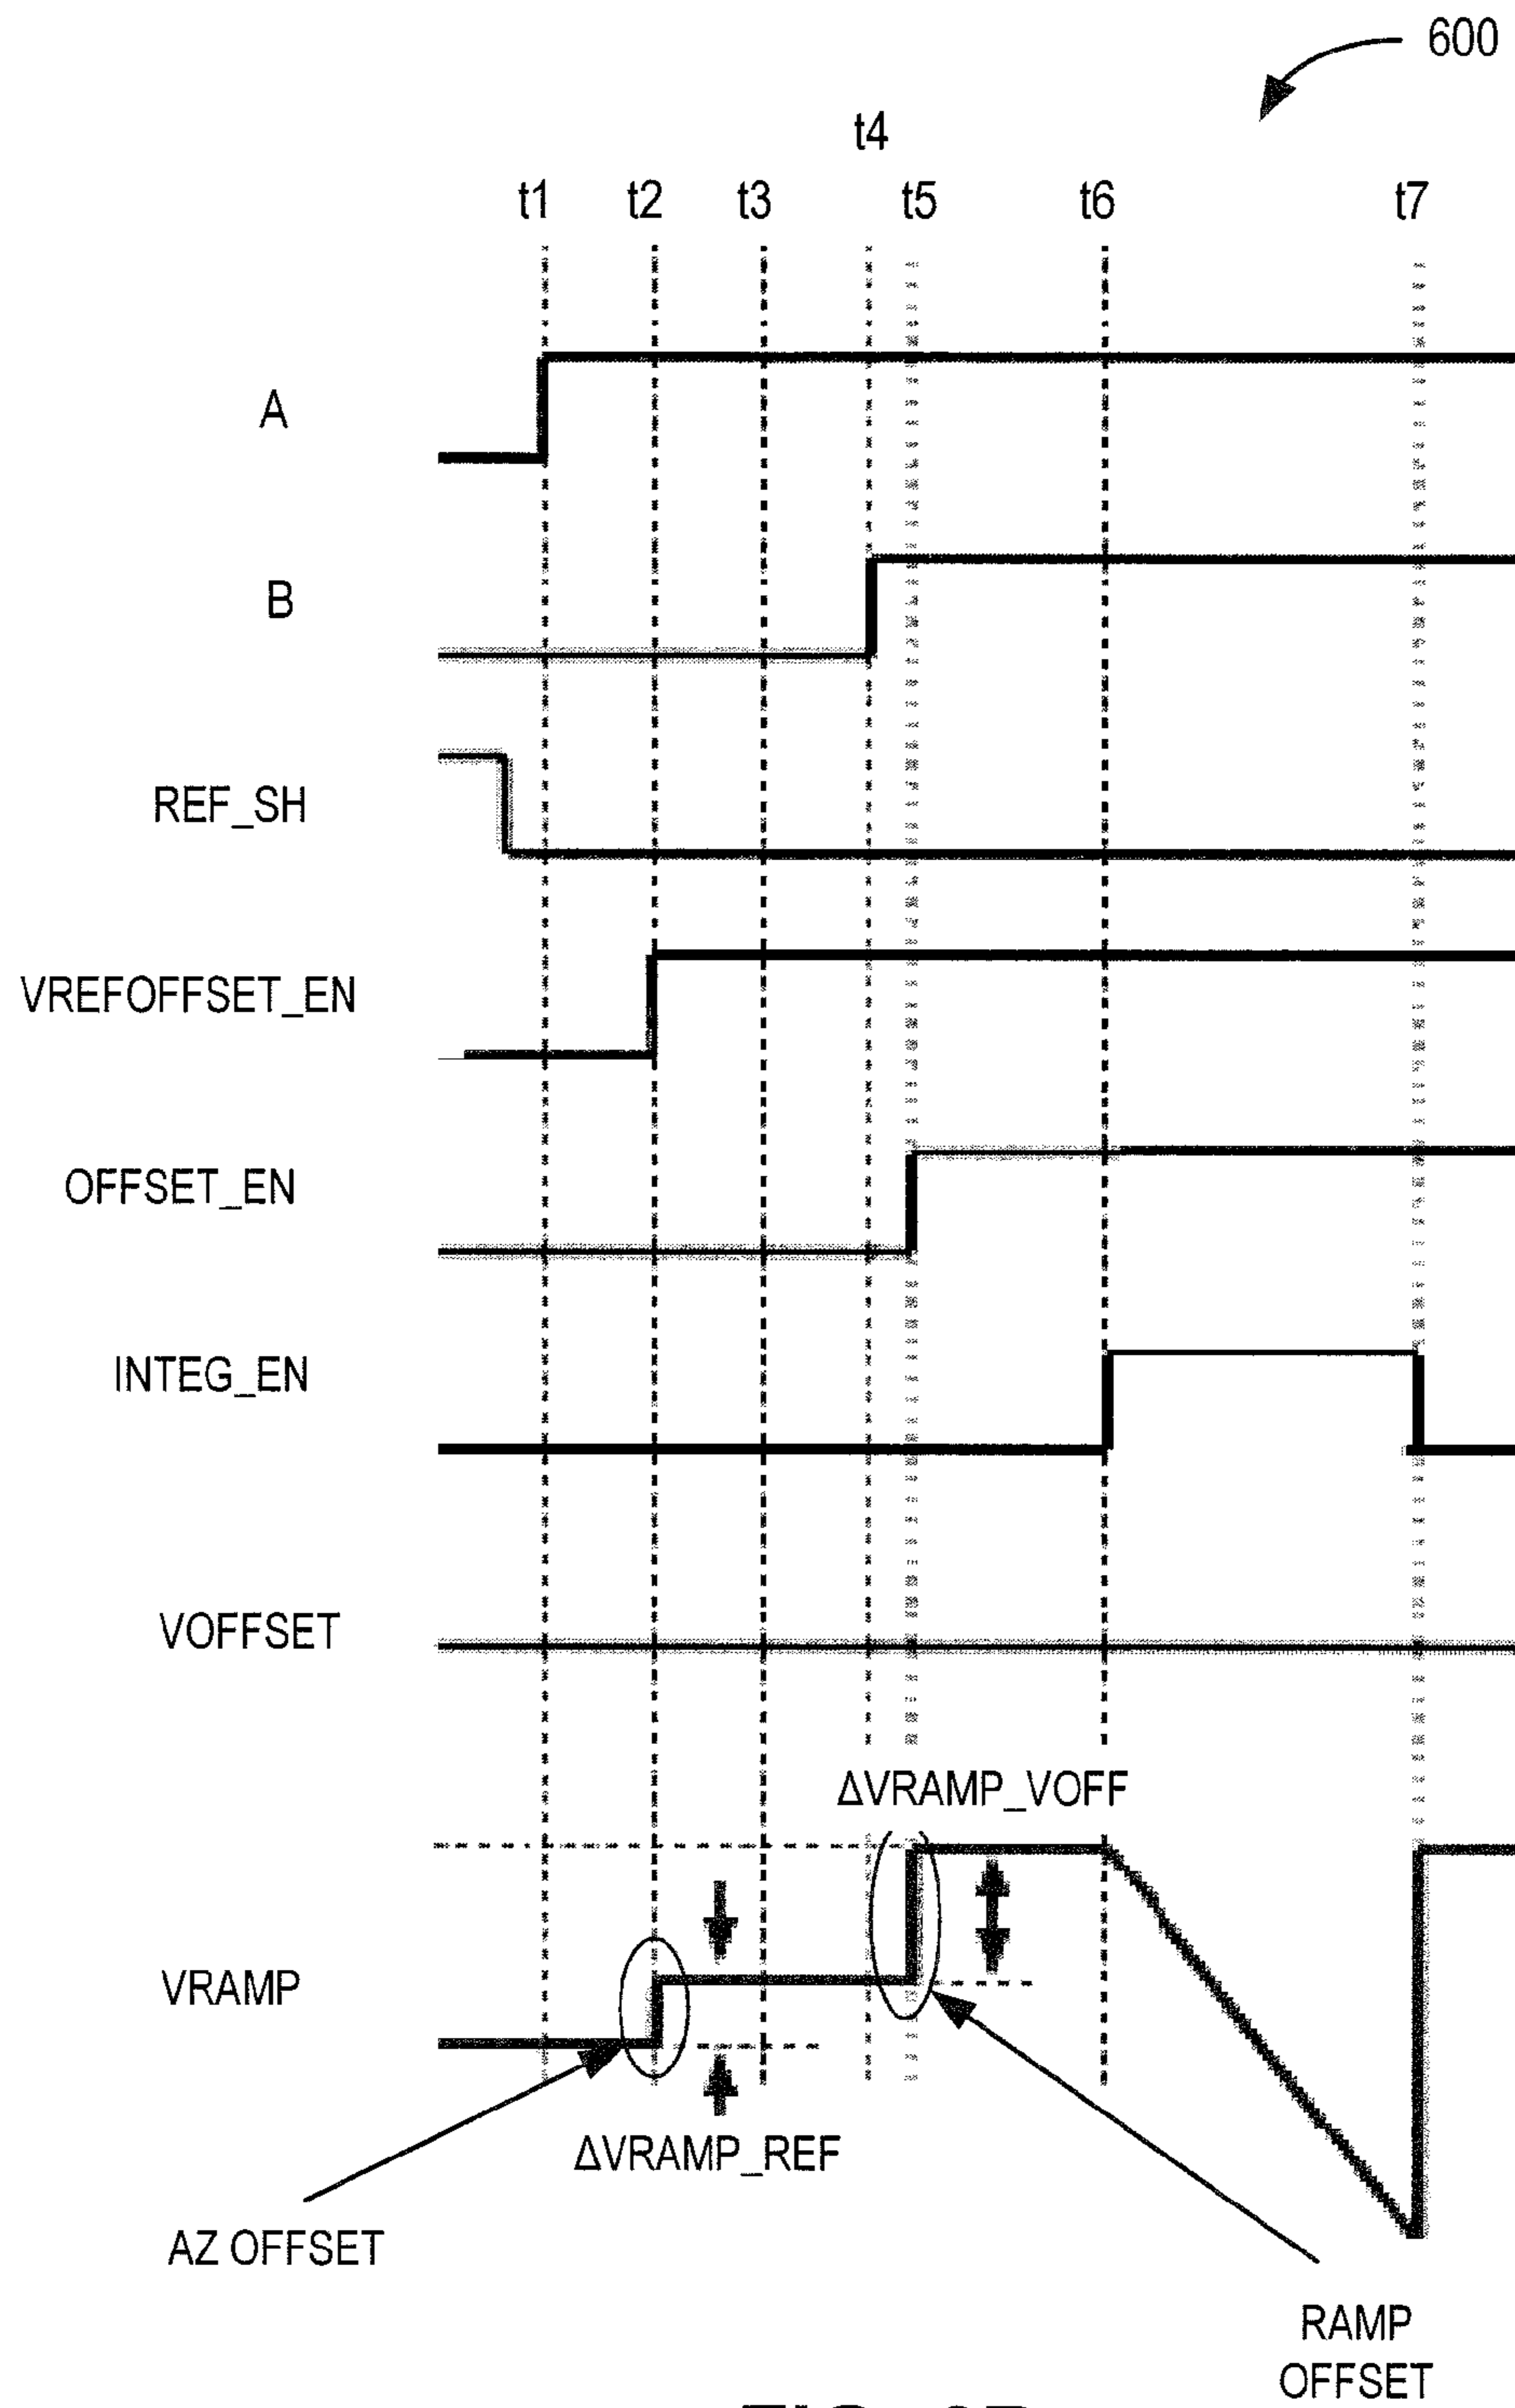 600
t4
t1 t2 t3 t5 t6 t7
A
B
REF_SH
VREFOFFSET_EN
OFFSET_EN
INTEG_EN
VOFFSET
ΔVRAMP_VOFF
VRAMP
ΔVRAMP_REF
AZ OFFSET
RAMP
OFFSET